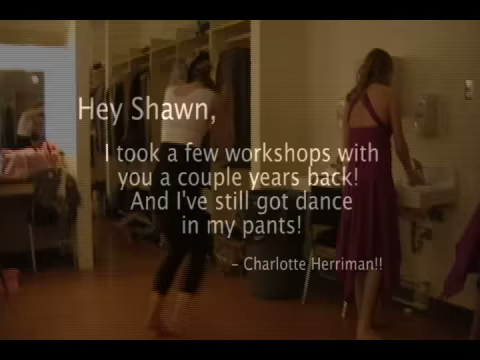 Hey Shawn,
I took a few workshops with
you a couple years back!
And I've still got dance
in my pants!
– Charlotte Herriman!!